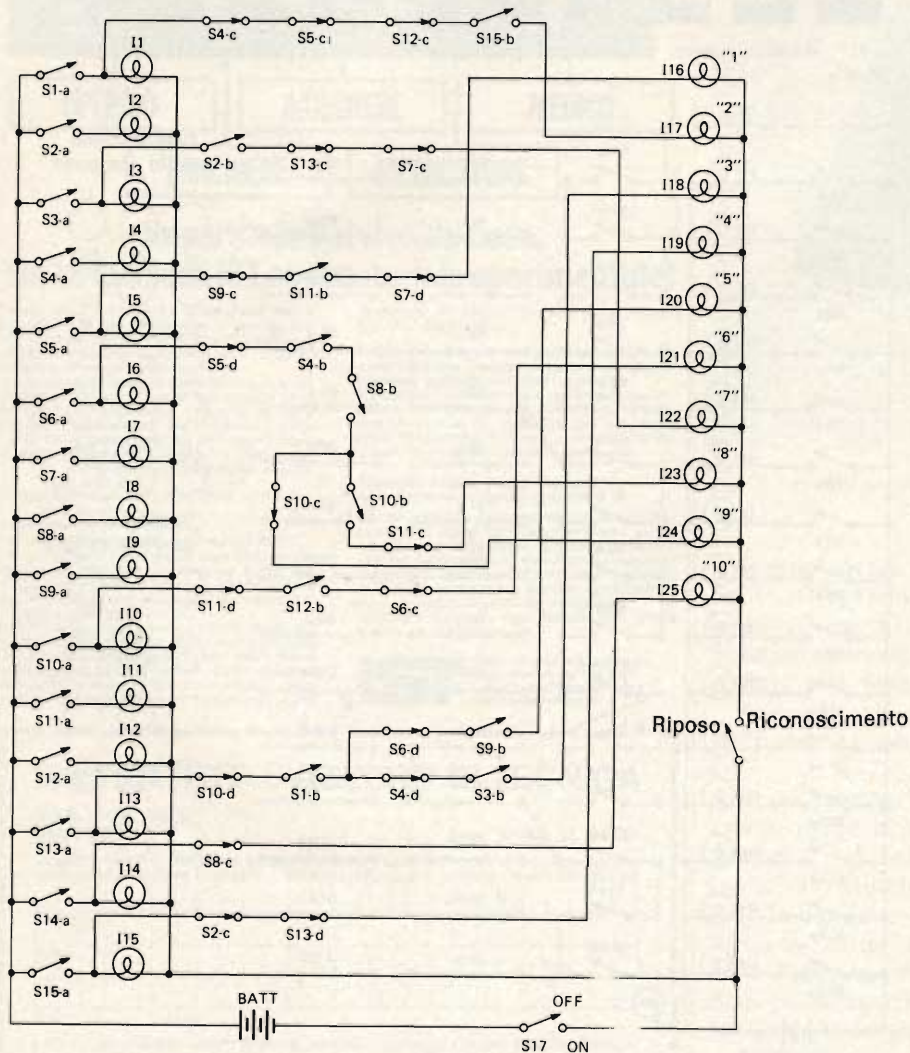 S4-c S5-c S12-c S15-b
I1
S1-a
I16 "1"
I2
S2-a
I17 "2"
S2-b S13-c S7-c
I3
S3-a
I18 "3"
I4
S4-a
I19 "4"
S9-c S11-b S7-d
I5
S5-a
I20 "5"
S5-d S4-b
I6
S6-a
I21 "6"
S8-b
I7
S7-a
I22 "7"
I8
S8-a
I23 "8"
S10-c S10-b
S11-c
I9
S9-a
I24 "9"
S11-d S12-b S6-c
I25 "10"
I10
S10-a
I11
S11-a
Riposo Riconoscimento
I12
S12-a
S6-d S9-b
S10-d S1-b S4-d S3-b
I13
S13-a
S8-c
I14
S14-a
S2-c S13-d
I15
S15-a
BATT
OFF
S17 ON